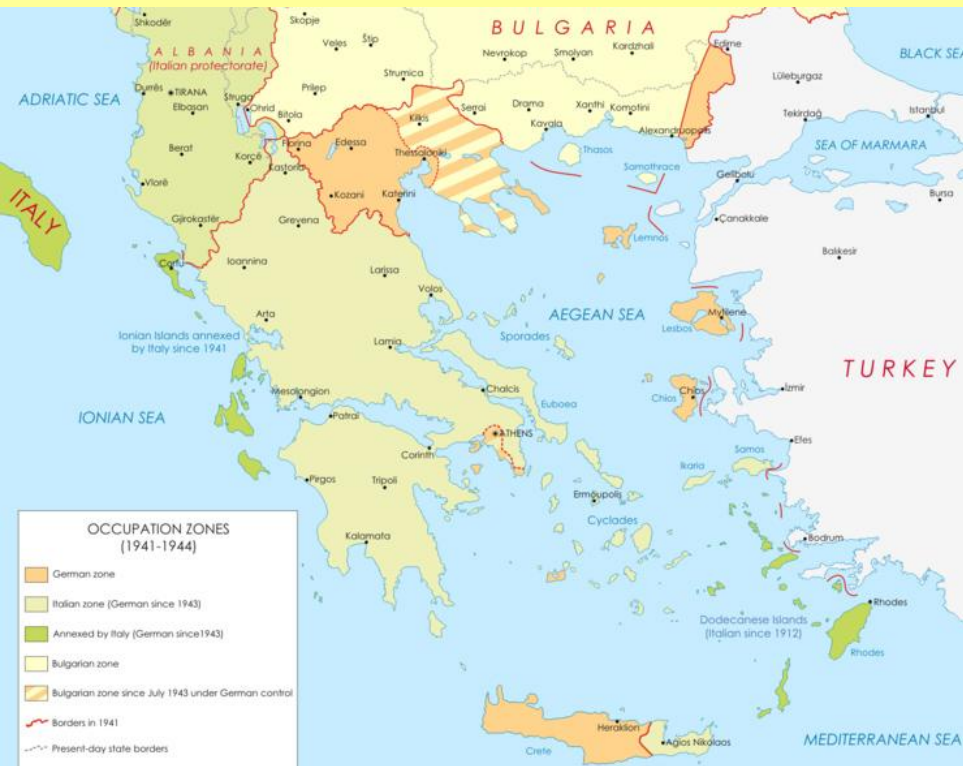 Shkodër
Skopje
Veles
Štip
BULGARIA
Nevrokop
Smolyan
Kardzhali
Edirne
BLACK SEA
ALBANIA
(Italian protectorate)
Strumica
Lüleburgaz
ADRIATIC SEA
Durrës
TIRANA
Elbasan
Struga
Ohrid
Prilep
Bitola
Kilkis
Serrai
Drama
Xanthi
Komotini
Kavala
Alexandruopolis
Tekirdağ
Istanbul
Berat
Korçë
Florina
Edessa
Thessaloniki
Thasos
Samothrace
SEA OF MARMARA
Kastoria
Gelibolu
Vlorë
Kozani
Katerini
Bursa
ITALY
Gjirokastër
Grevena
Lemnos
Çanakkale
Corfu
Ioannina
Larissa
Balıkesir
Volos
AEGEAN SEA
Arta
Mytilene
Lesbos
Ionian Islands annexed
by Italy since 1941
Lamia
Sporades
TURKEY
Mesolongion
Chalcis
Chios
Chios
Izmir
IONIAN SEA
Patrai
Euboea
ATHENS
Efes
Corinth
Samos
Ikaria
Pirgos
Tripoli
Ermoupolis
Cyclades
Kalamata
Bodrum
Rhodes
Dodecanese Islands
(Italian since 1912)
Rhodes
Heraklion
Agios Nikolaos
Crete
MEDITERRANEAN SEA
OCCUPATION ZONES
(1941-1944)
German zone
Italian zone (German since 1943)
Annexed by Italy (German since1943)
Bulgarian zone
Bulgarian zone since July 1943 under German control
Borders in 1941
Present-day state borders